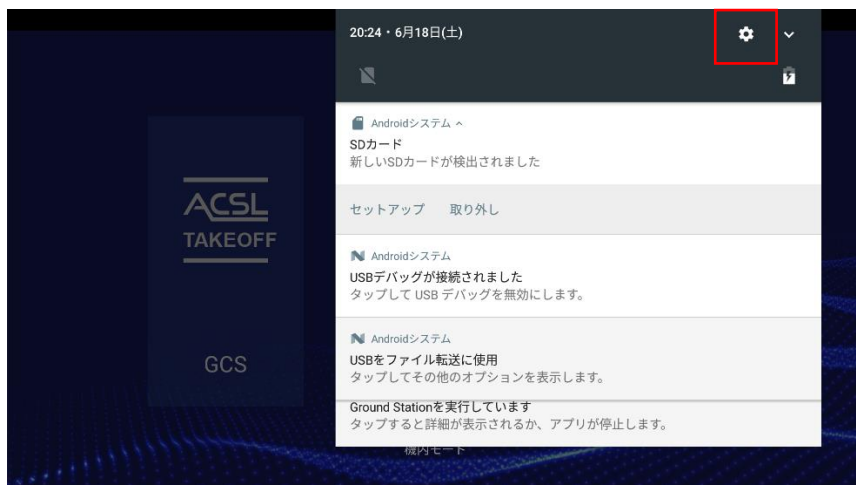 20:24・6月18日(土)
Androidシステム
SDカード
新しいSDカードが検出されました
セットアップ 取り外し
Androidシステム
USBデバッグが接続されました
タップして USB デバッグを無効にします。
Androidシステム
USBをファイル転送に使用
タップしてその他のオプションを表示します。
Ground Stationを実行しています
タップすると詳細が表示されるか、アプリが停止します。
ACSL
TAKEOFF
GCS
機内モード